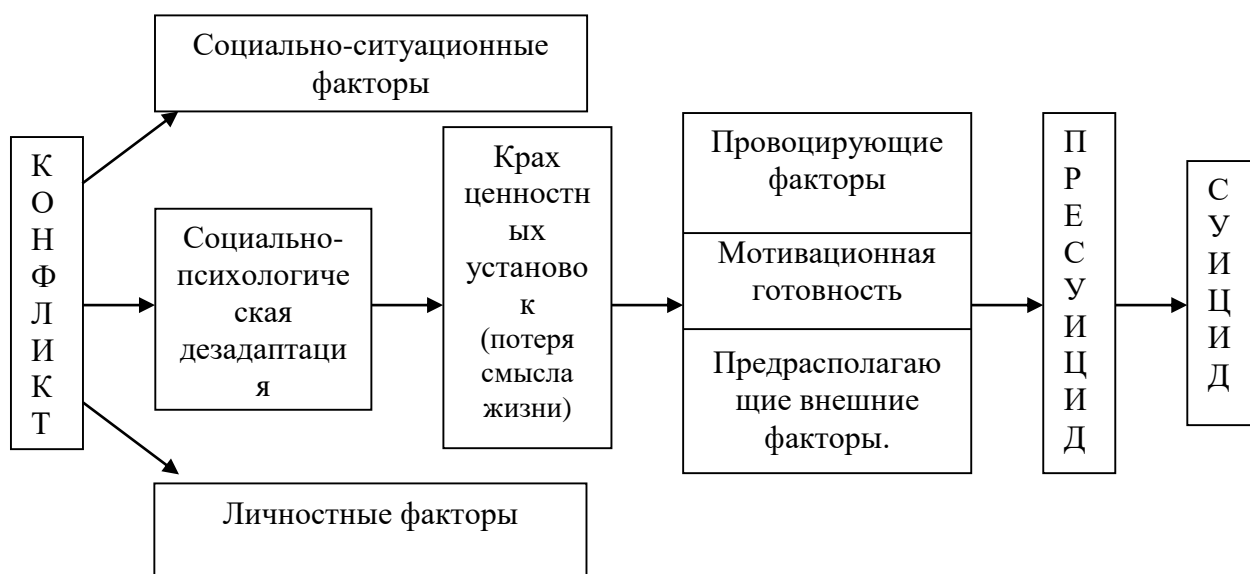 Социально-ситуационные
факторы
К
О
Н
Ф
Л
И
К
Т
Социально-
психологиче
ская
дезадаптаци
я
Крах
ценностн
ых
установо
к
(потеря
смысла
жизни)
Провоцирующие
факторы
Мотивационная
готовность
Предрасполагаю
щие внешние
факторы.
П
Р
Е
С
У
И
Ц
И
Д
С
У
И
Ц
И
Д
Личностные факторы